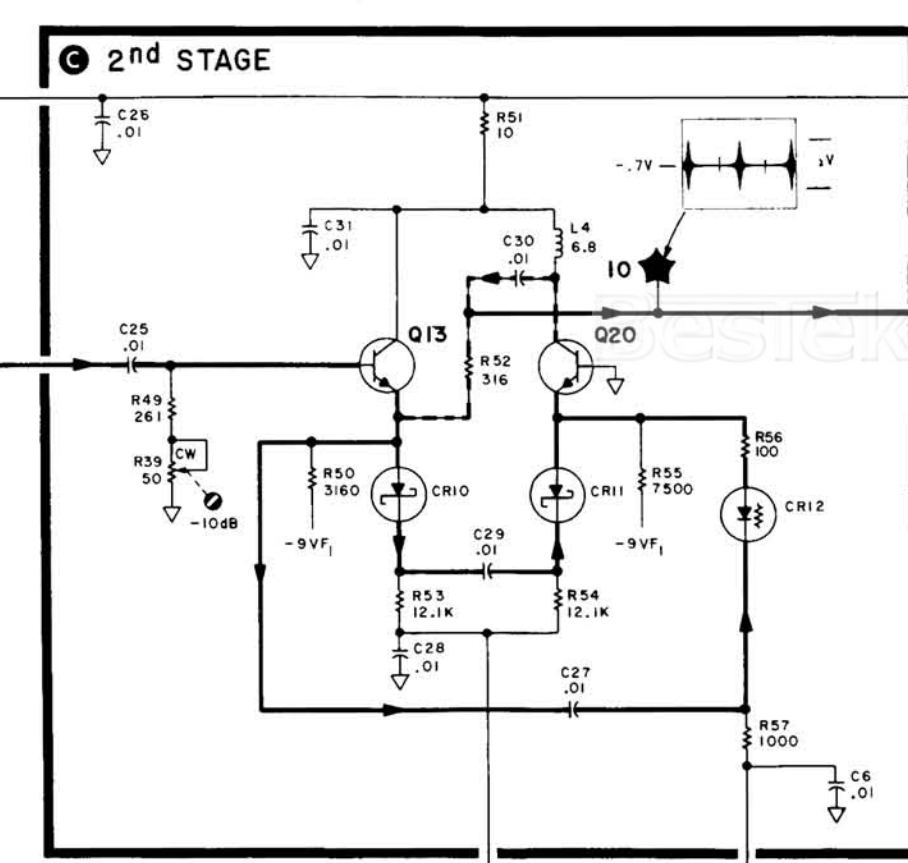 C 2nd STAGE
C26
.01
R51
10
-.7V
V
C31
.01
C30
.01
L4
6.8
10
BesTek
C25
.01
Q13
Q20
R52
316
R49
261
R39
50
CW
-10dB
R50
3160
CR10
CR11
R55
7500
R56
100
CR12
-9VF1
C29
.01
-9VF1
R53
12.1K
R54
12.1K
C28
.01
C27
.01
R57
1000
C6
.01